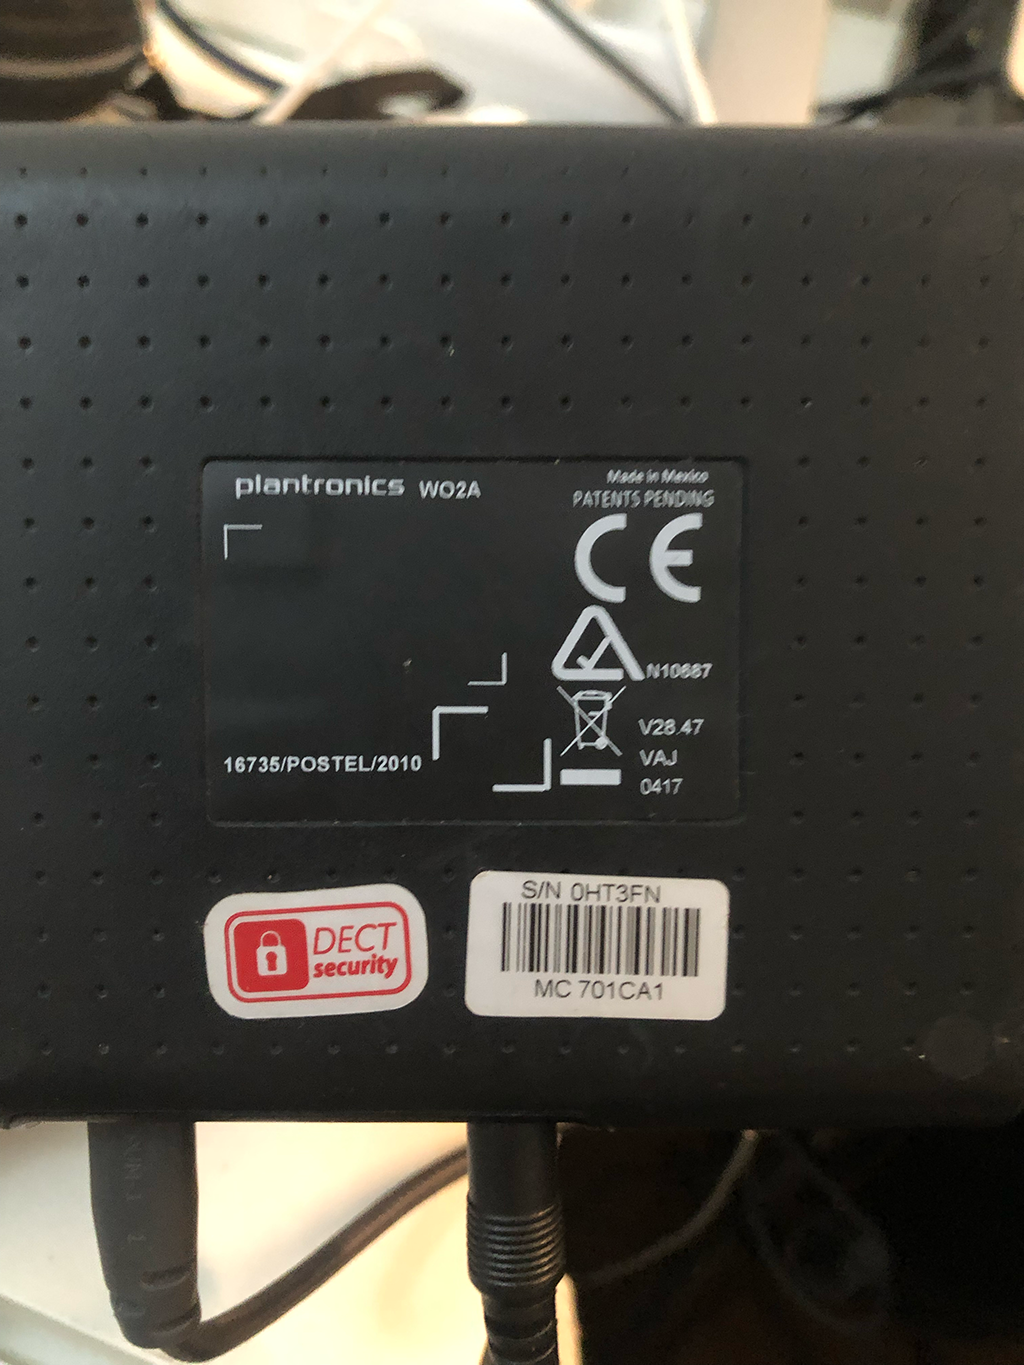 plantronics WO2A
Made in Mexico
PATENTS PENDING
CE
N10687
V28.47
VAJ
0417
16735/POSTEL/2010
DECT
security
S/N 0HT3FN
MC 701CA1